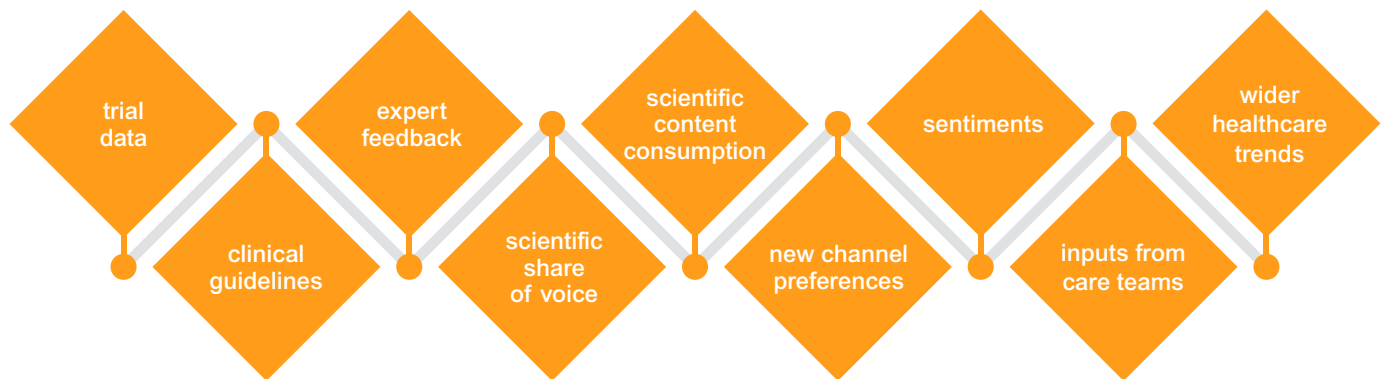 trial
data
clinical
guidelines
expert
feedback
scientific
share
of voice
scientific
content
consumption
new channel
preferences
sentiments
inputs from
care teams
wider
healthcare
trends